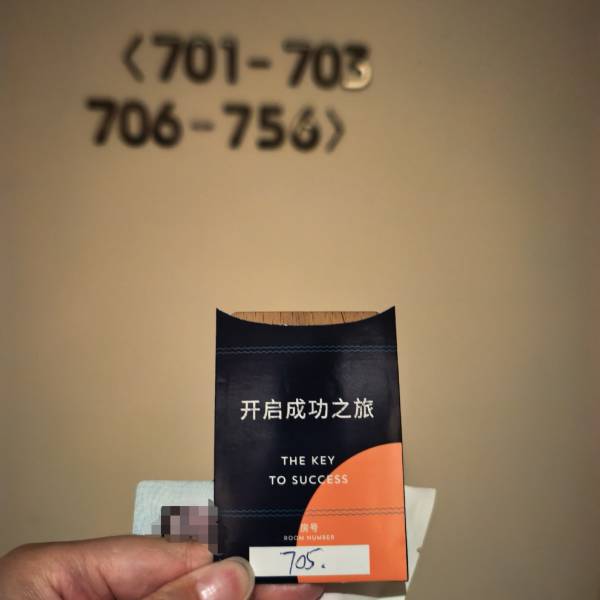 〈701-703
706-756〉
开启成功之旅
THE KEY
TO SUCCESS
房号
ROOM NUMBER
705.